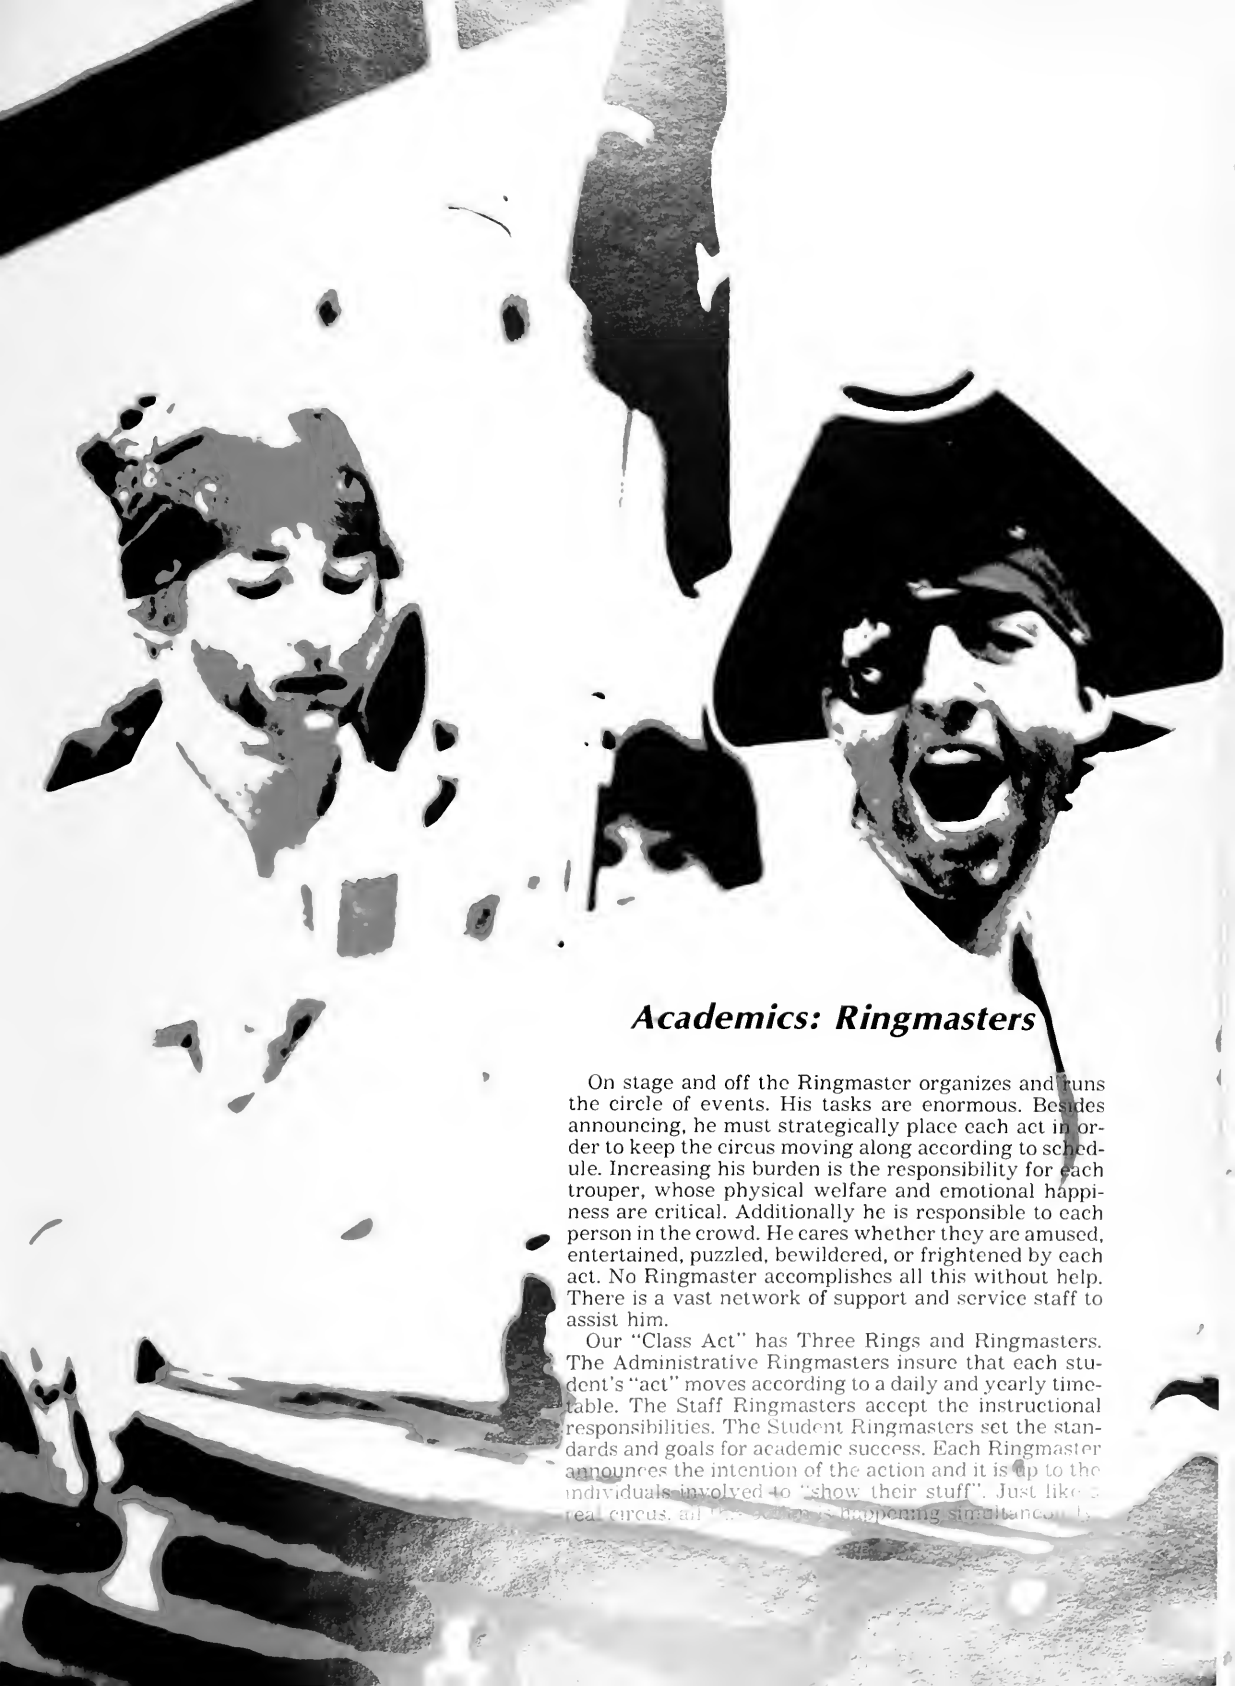 Academics: Ringmasters
On stage and off the Ringmaster organizes and runs
the circle of events. His tasks are enormous. Besides
announcing, he must strategically place each act in or-
der to keep the circus moving along according to sched-
ule. Increasing his burden is the responsibility for each
trouper, whose physical welfare and emotional happi-
ness are critical. Additionally he is responsible to each
person in the crowd. He cares whether they are amused,
entertained, puzzled, bewildered, or frightened by each
act. No Ringmaster accomplishes all this without help.
There is a vast network of support and service staff to
assist him.
Our “Class Act” has Three Rings and Ringmasters.
The Administrative Ringmasters insure that each stu-
dent's “act” moves according to a daily and yearly time-
table. The Staff Ringmasters accept the instructional
responsibilities. The Student Ringmasters set the stan-
dards and goals for academic success. Each Ringmaster
announces the intention of the action and it is up to the
individuals involved to “show their stuff”. Just like
real circus, all happening